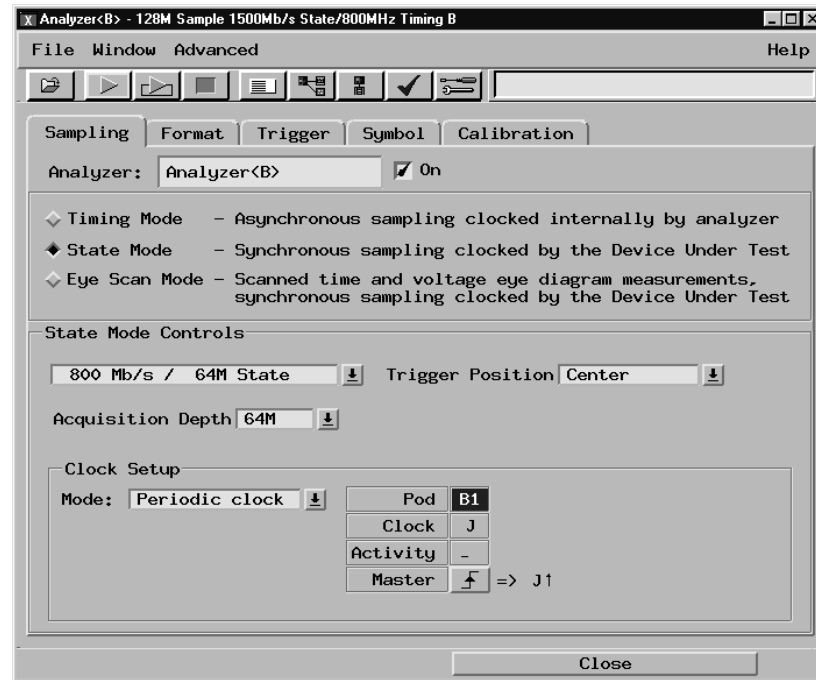 Analyzer<B> - 128M Sample 1500Mb/s State/800MHz Timing B
File Window Advanced Help
Sampling Format Trigger Symbol Calibration
Analyzer: Analyzer<B> On
Timing Mode - Asynchronous sampling clocked internally by analyzer
State Mode - Synchronous sampling clocked by the Device Under Test
Eye Scan Mode - Scanned time and voltage eye diagram measurements,
synchronous sampling clocked by the Device Under Test
State Mode Controls
800 Mb/s / 64M State Trigger Position Center
Acquisition Depth 64M
Clock Setup
Mode: Periodic clock Pod B1
Clock J
Activity -
Master => J↑
Close